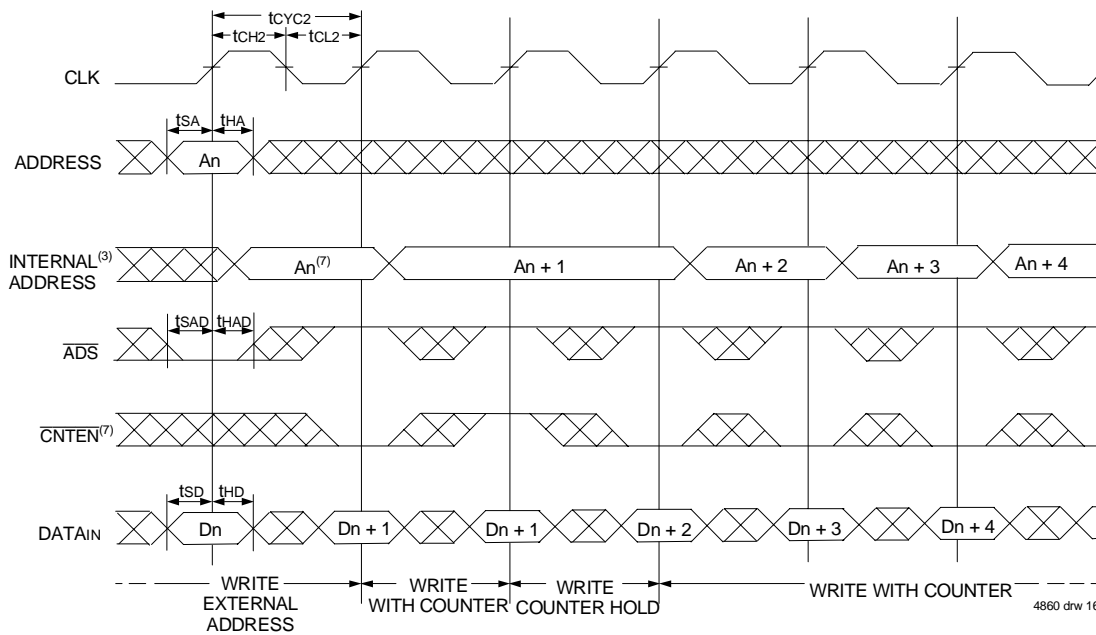 tCYC2
tCH2 tCL2
CLK
tSA tHA
ADDRESS An
INTERNAL(3)
ADDRESS
An(7) An + 1 An + 2 An + 3 An + 4
tSAD tHAD
ADS
CNTEN(7)
tSD tHD
DATAIN Dn Dn + 1 Dn + 1 Dn + 2 Dn + 3 Dn + 4
WRITE
EXTERNAL
ADDRESS
WRITE
WITH COUNTER
WRITE
COUNTER HOLD
WRITE WITH COUNTER
4860 drw 16